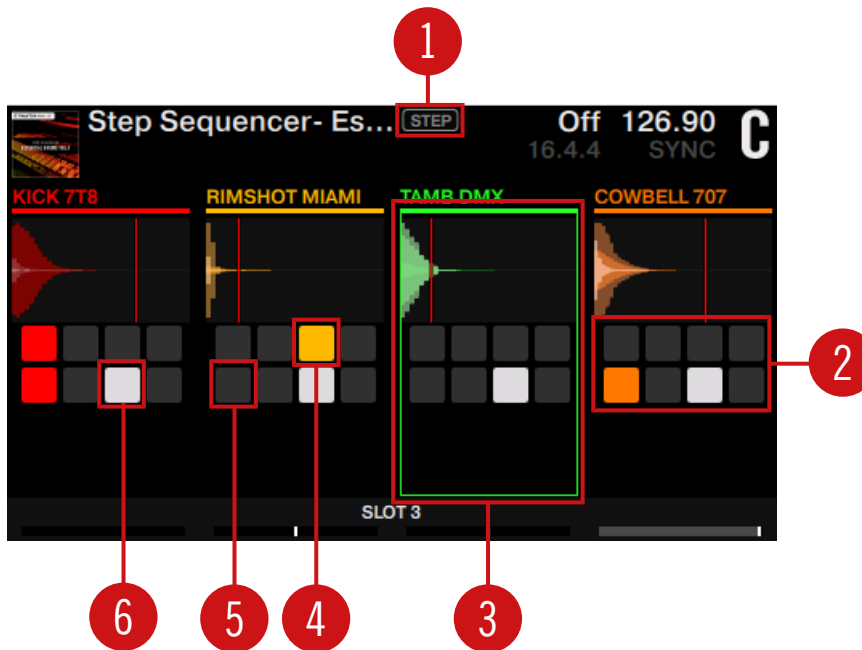 1
Step Sequencer- Es... STEP Off 126.90 C
16.4.4 SYNC
KICK 7T8 RIMSHOT MIAMI TAMB DMX COWBELL 707
2
SLOT 3
6 5 4 3